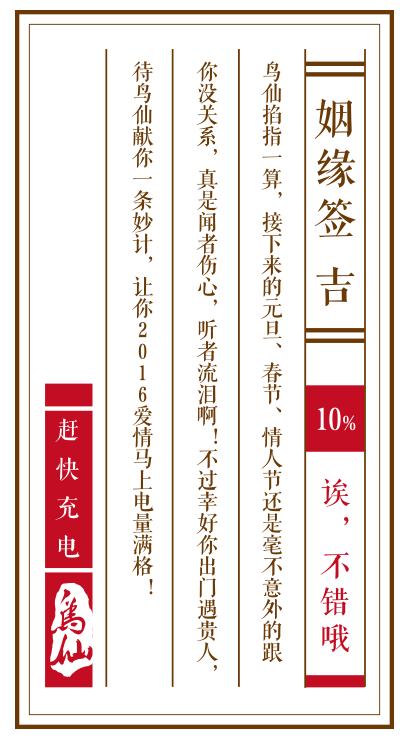 姻缘签 吉
10%
诶，不错哦
鸟仙掐指一算，接下来的元旦、春节、情人节还是毫不意外的跟
你没关系，真是闻者伤心，听者流泪啊！不过幸好你出门遇贵人，
待鸟仙献你一条妙计，让你2016爱情马上电量满格！
赶快充电
鸟仙